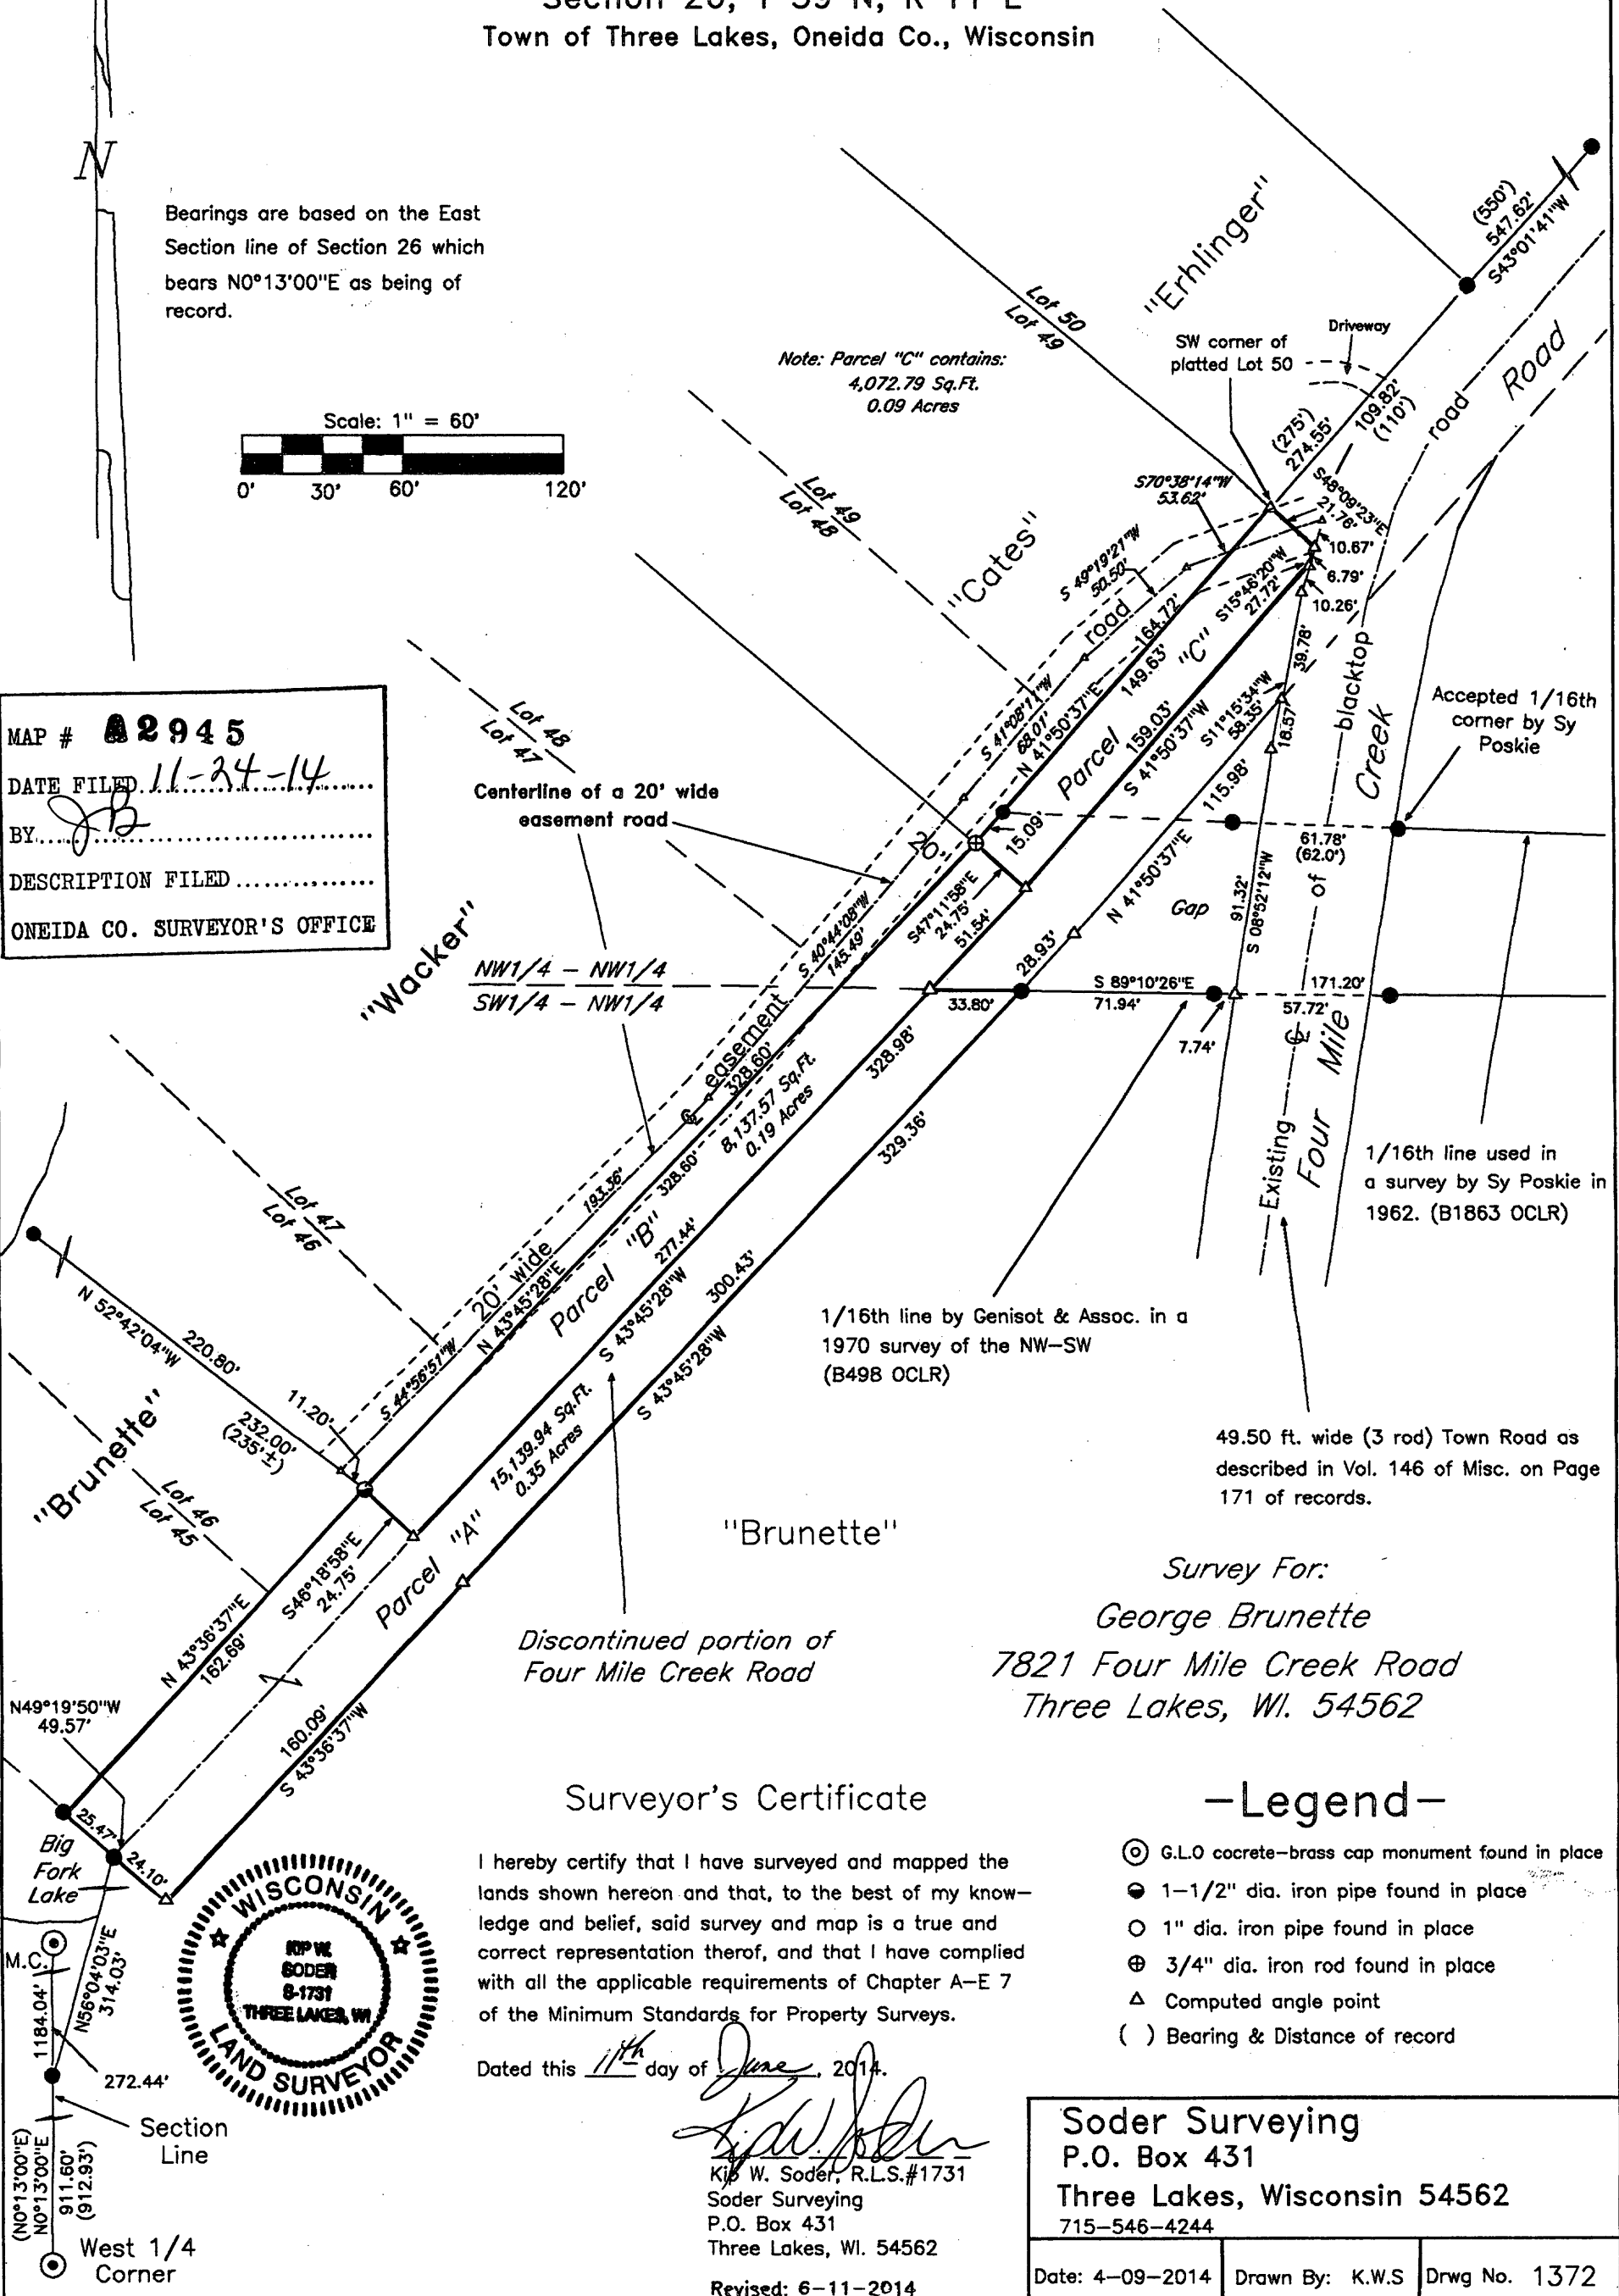 Section 26, T 39 N, R 11 E
Town of Three Lakes, Oneida Co., Wisconsin
N
Bearings are based on the East
Section line of Section 26 which
bears N0°13'00"E as being of
record.
Scale: 1" = 60'
0' 30' 60' 120'
Note: Parcel "C" contains:
4,072.79 Sq.Ft.
0.09 Acres
Lot 50
Lot 49
"Erhlinger"
SW corner of
platted Lot 50
Driveway
(550')
547.62'
S43°01'41"W
(275')
274.55'
109.82'
(110')
road
Road
Lot 49
Lot 48
"Cates"
S70°38'14"W
53.62'
S48°09'23"E
21.76'
10.67'
6.79'
10.26'
S 49°19'21"W
50.50'
road
164.72'
149.63'
S15°46'20"W
27.72'
"C"
Parcel
39.78'
S 41°08'11"W
68.01'
N 41°50'37"E
159.03'
S 41°50'37"W
S11°15'34"W
58.35'
18.57'
blacktop
Creek
Accepted 1/16th
corner by Sy
Poskie
MAP # A2945
DATE FILED 11-24-14
BY JB
DESCRIPTION FILED
ONEIDA CO. SURVEYOR'S OFFICE
Lot 48
Lot 47
Centerline of a 20' wide
easement road
20'
15.09'
115.98'
N 41°50'37"E
61.78'
(62.0')
of
Gap
91.32'
S 08°52'12"W
S47°11'58"E
24.75'
51.54'
28.93'
S 40°44'08"W
145.49'
"Wacker"
NW1/4 - NW1/4
SW1/4 - NW1/4
33.80'
S 89°10'26"E
71.94'
171.20'
57.72'
7.74'
Mile
Four
Existing
easement
328.60'
8,137.57 Sq.Ft.
0.19 Acres
328.98'
329.36'
1/16th line used in
a survey by Sy Poskie in
1962. (B1863 OCLR)
Lot 47
Lot 46
193.36'
328.60'
20' wide
N 43°45'28"E
Parcel "B"
277.44'
S 43°45'28"W
300.43'
S 43°45'28"W
1/16th line by Genisot & Assoc. in a
1970 survey of the NW-SW
(B498 OCLR)
N 52°42'04"W
220.80'
11.20'
232.00'
(235'±)
S 44°56'51"W
"Brunette"
Lot 46
Lot 45
15,139.94 Sq.Ft.
0.35 Acres
49.50 ft. wide (3 rod) Town Road as
described in Vol. 146 of Misc. on Page
171 of records.
"Brunette"
S46°18'58"E
24.75'
Parcel "A"
Discontinued portion of
Four Mile Creek Road
Survey For:
George Brunette
7821 Four Mile Creek Road
Three Lakes, WI. 54562
N 43°36'37"E
162.69'
N49°19'50"W
49.57'
160.09'
S 43°36'37"W
25.47'
24.10'
Big
Fork
Lake
M.C.
1184.04'
N56°04'03"E
314.03'
272.44'
Section
Line
(N0°13'00"E)
N0°13'00"E
911.60'
(912.93')
West 1/4
Corner
WISCONSIN
KIP W.
SODER
S-1731
THREE LAKES, WI
LAND SURVEYOR
Surveyor's Certificate
I hereby certify that I have surveyed and mapped the
lands shown hereon and that, to the best of my know-
ledge and belief, said survey and map is a true and
correct representation therof, and that I have complied
with all the applicable requirements of Chapter A-E 7
of the Minimum Standards for Property Surveys.
Dated this 11th day of June, 2014.
Kip W. Soder
Kip W. Soder, R.L.S.#1731
Soder Surveying
P.O. Box 431
Three Lakes, WI. 54562
Revised: 6-11-2014
-Legend-
G.L.O cocrete-brass cap monument found in place
1-1/2" dia. iron pipe found in place
1" dia. iron pipe found in place
3/4" dia. iron rod found in place
Computed angle point
( ) Bearing & Distance of record
Soder Surveying
P.O. Box 431
Three Lakes, Wisconsin 54562
715-546-4244
Date: 4-09-2014 Drawn By: K.W.S Drwg No. 1372